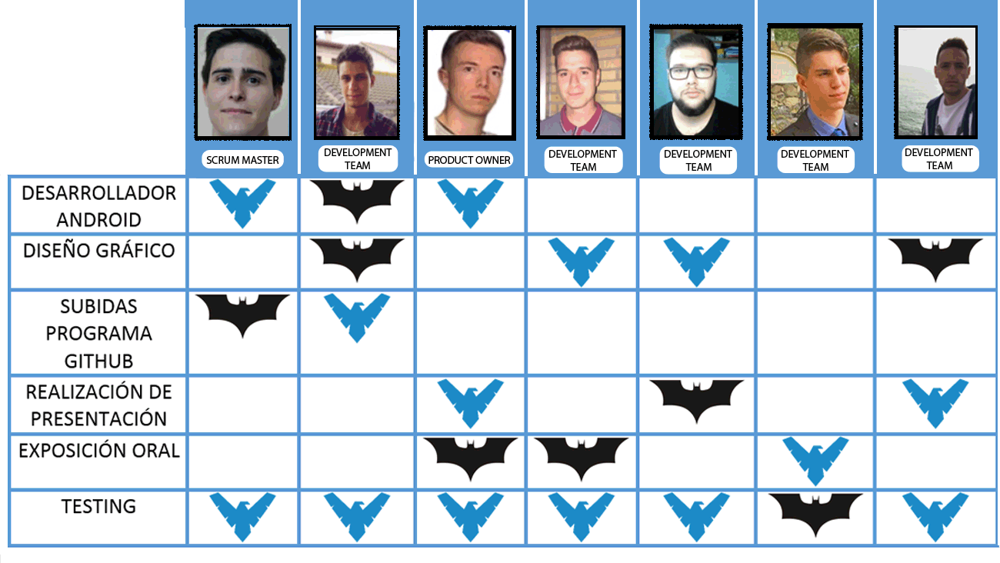 SCRUM MASTER
DEVELOPMENT
TEAM
PRODUCT OWNER
DEVELOPMENT
TEAM
DEVELOPMENT
TEAM
DEVELOPMENT
TEAM
DEVELOPMENT
TEAM
DESARROLLADOR
ANDROID
DISEÑO GRÁFICO
SUBIDAS
PROGRAMA
GITHUB
REALIZACIÓN DE
PRESENTACIÓN
EXPOSICIÓN ORAL
TESTING